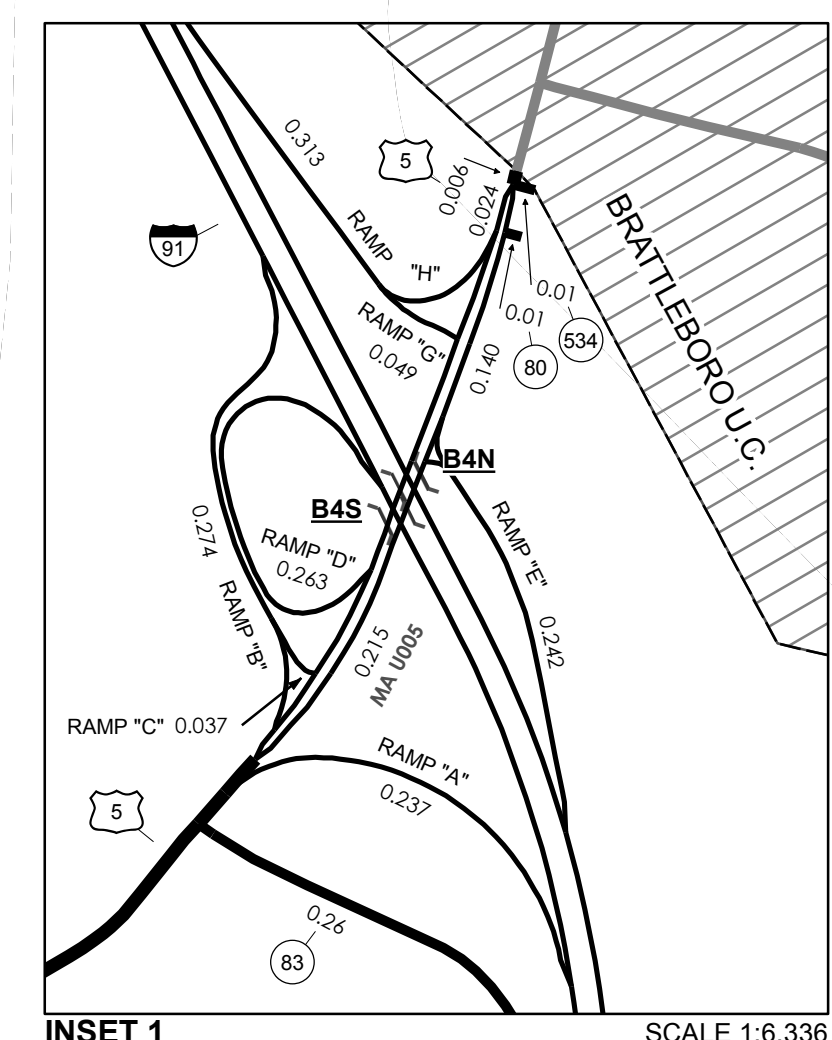 0.313
5
0.006
0.024
91
RAMP "H"
BRATTLEBORO U.C.
0.01
0.01
534
80
RAMP "G"
0.049
0.140
B4N
B4S
RAMP "E"
0.242
0.274
RAMP "D"
0.263
RAMP "B"
0.215
MA U005
RAMP "C" 0.037
RAMP "A"
0.237
5
0.26
83
INSET 1
SCALE 1:6,336